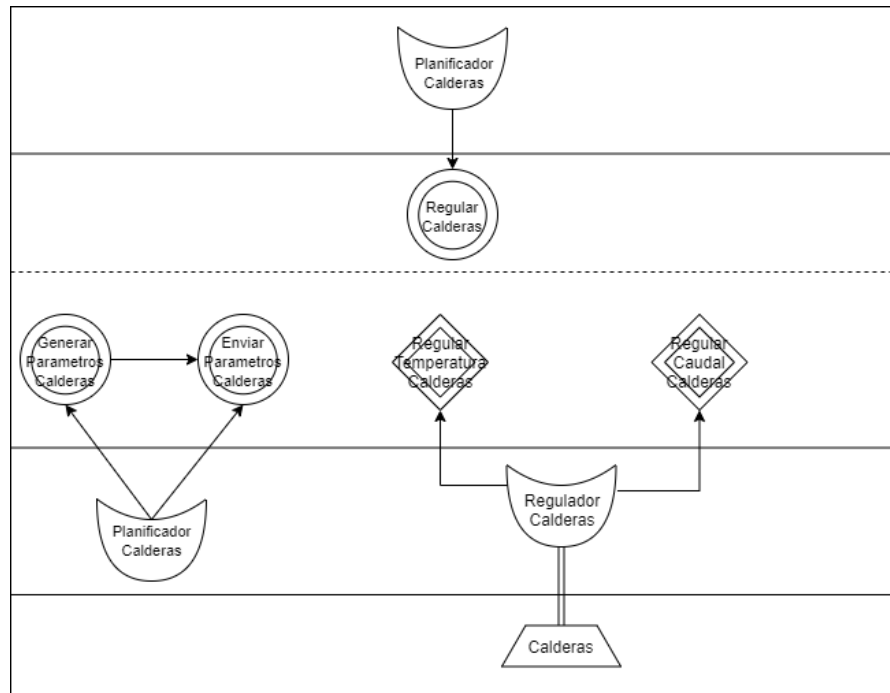 Planificador
Calderas
Regular
Calderas
Generar
Parametros
Calderas
Enviar
Parametros
Calderas
Regular
Temperatura
Calderas
Regular
Caudal
Calderas
Planificador
Calderas
Regulador
Calderas
Calderas